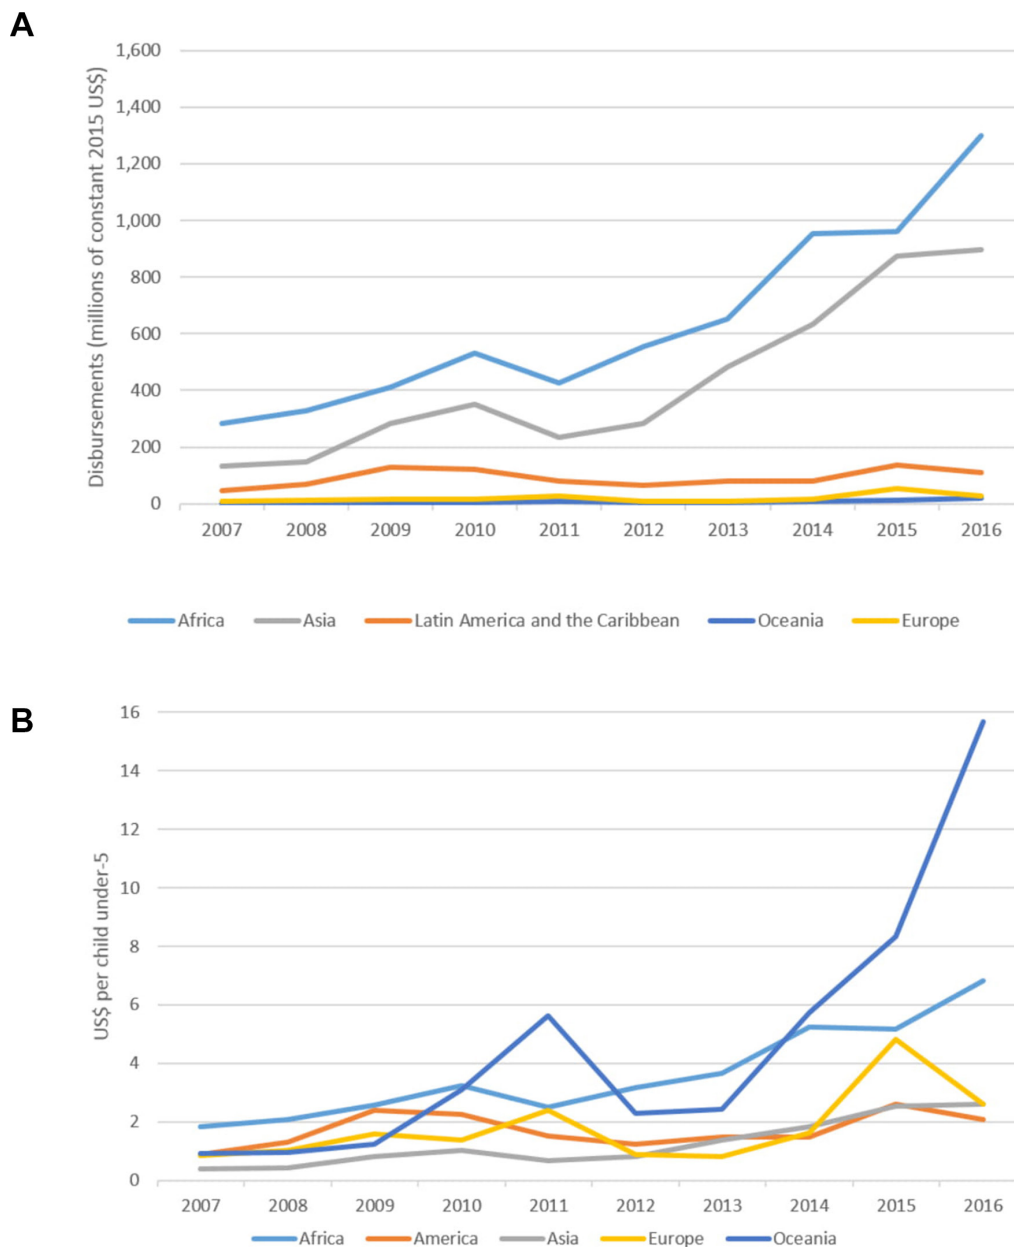 A
Disbursements (millions of constant 2015 US$)
1,600
1,400
1,200
1,000
800
600
400
200
0
2007 2008 2009 2010 2011 2012 2013 2014 2015 2016
Africa Asia Latin America and the Caribbean Oceania Europe
B
US$ per child under-5
16
14
12
10
8
6
4
2
0
2007 2008 2009 2010 2011 2012 2013 2014 2015 2016
Africa America Asia Europe Oceania